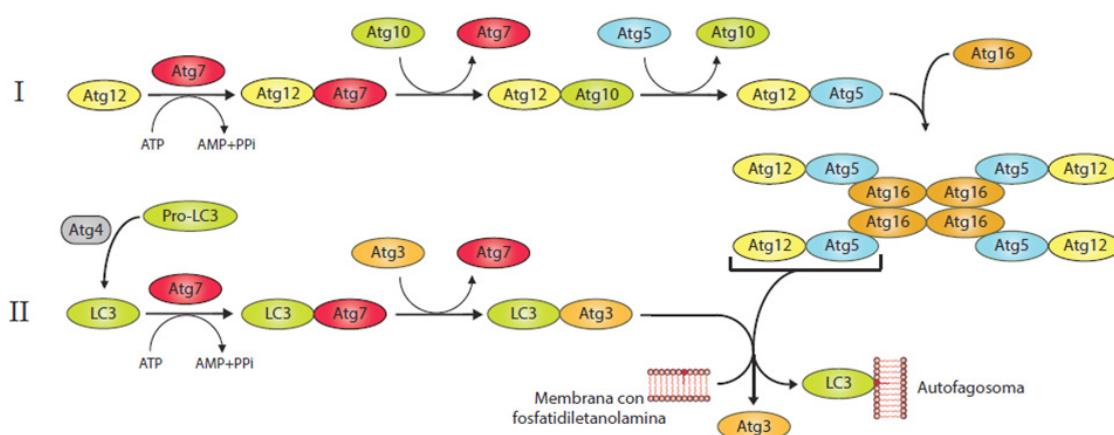 Atg10 Atg7 Atg5 Atg10
Atg7 Atg16
I Atg12 Atg12 Atg7 Atg12 Atg10 Atg12 Atg5
ATP AMP+PPi
Atg12 Atg5 Atg5 Atg12
Atg16 Atg16
Pro-LC3
Atg4 Atg16 Atg16
Atg3 Atg7 Atg12 Atg5 Atg5 Atg12
Atg7
II LC3 LC3 Atg7 LC3 Atg3
ATP AMP+PPi
LC3 Autofagosoma
Membrana con
fosfatidiletanolamina
Atg3